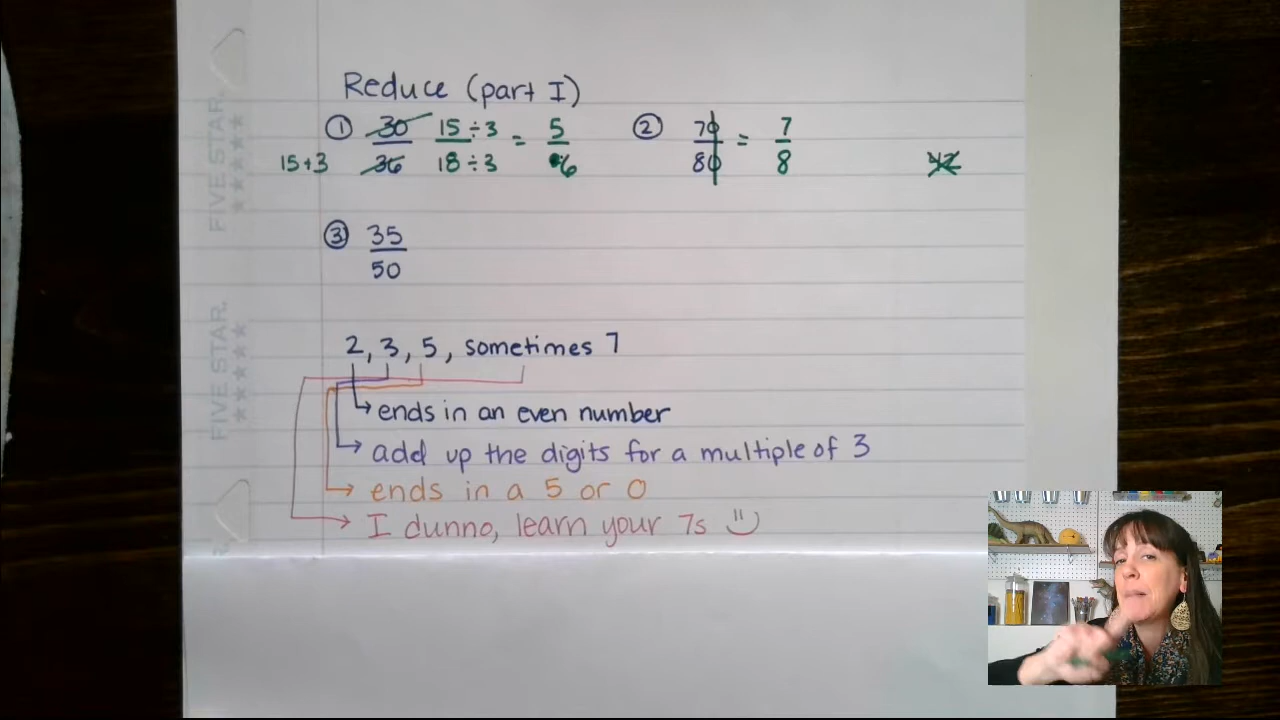 Reduce (part I)
① 30 15 ÷ 3 = 5 ② 70 = 7
15+3 36 18 ÷ 3 6 80 8 42
③ 35
50
2, 3, 5, sometimes 7
ends in an even number
add up the digits for a multiple of 3
ends in a 5 or 0
I dunno, learn your 7s
FIVE STAR.
FIVE STAR.